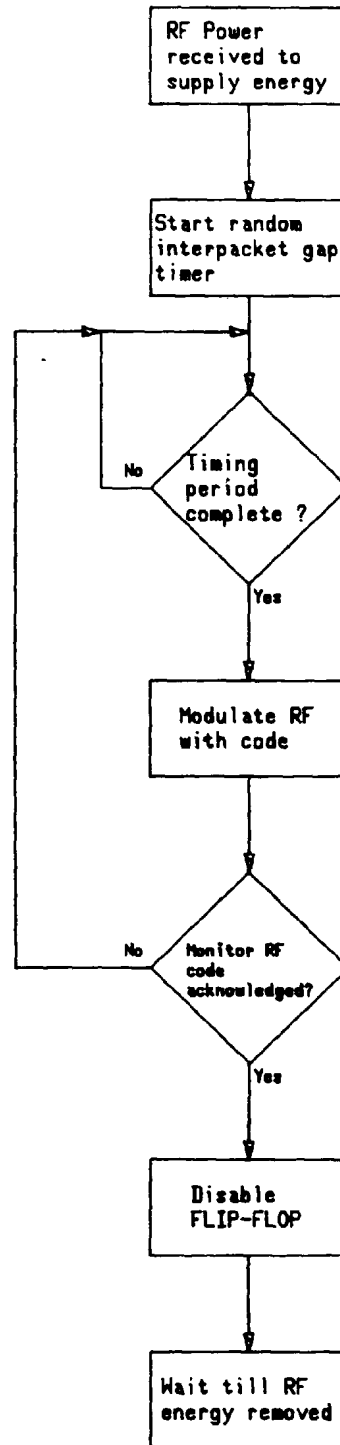 RF Power
received to
supply energy
Start random
interpacket gap
timer
No
Timing
period
complete ?
Yes
Modulate RF
with code
No
Monitor RF
code
acknowledged?
Yes
Disable
FLIP-FLOP
Wait till RF
energy removed